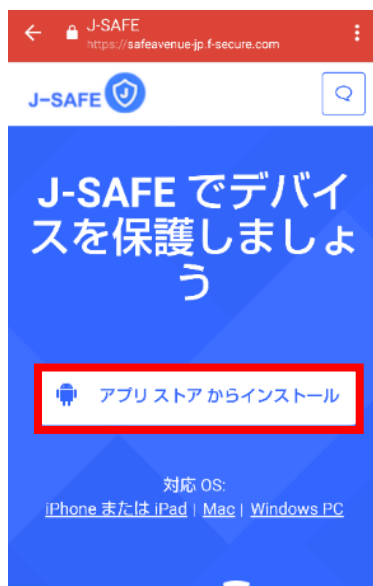 J-SAFE
https://safeavenue-jp.f-secure.com
J-SAFE J
J-SAFE でデバイ
スを保護しましょ
う
アプリ ストア からインストール
対応 OS:
iPhone または iPad | Mac | Windows PC